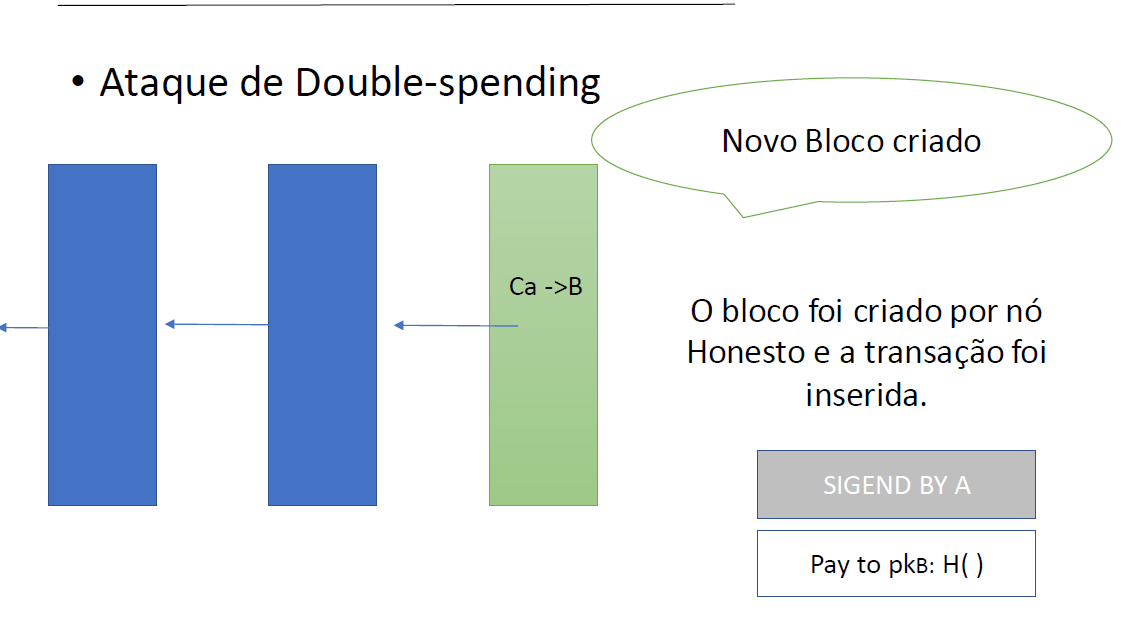 • Ataque de Double-spending
Novo Bloco criado
Ca ->B
O bloco foi criado por nó
Honesto e a transação foi
inserida.
SIGEND BY A
Pay to pkB: H( )